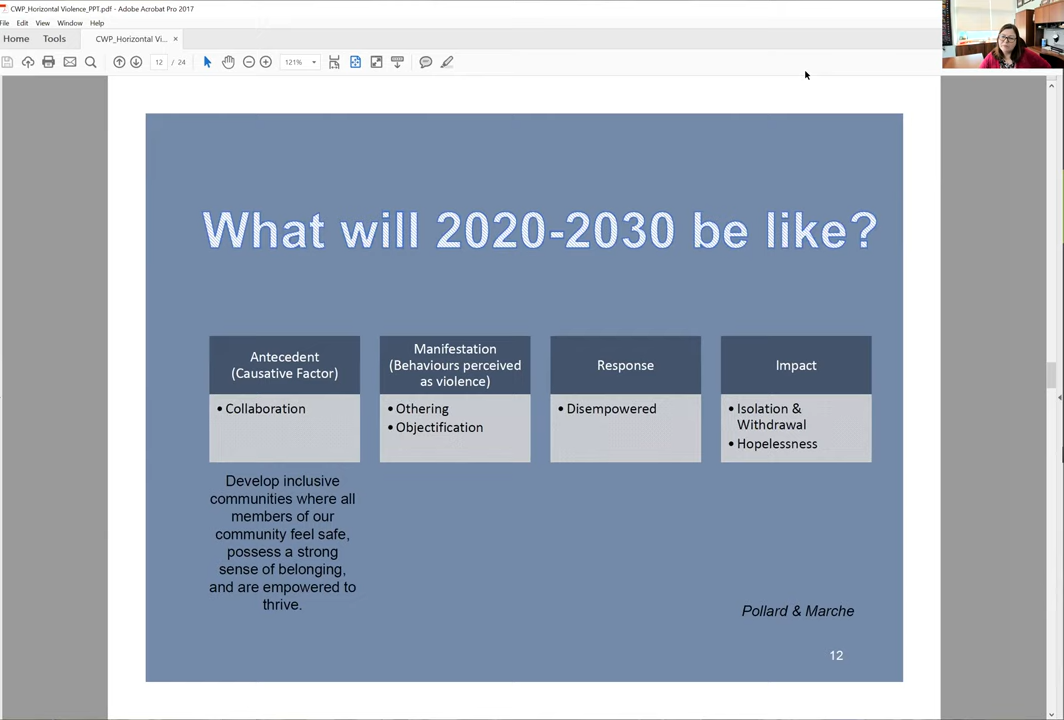 CWP_Horizontal Violence_PPT.pdf - Adobe Acrobat Pro 2017
File Edit View Window Help
Home Tools CWP_Horizontal Vi... ×
12 / 24 121%
What will 2020-2030 be like?
Antecedent
(Causative Factor)
• Collaboration
Manifestation
(Behaviours perceived
as violence)
• Othering
• Objectification
Response
• Disempowered
Impact
• Isolation &
Withdrawal
• Hopelessness
Develop inclusive
communities where all
members of our
community feel safe,
possess a strong
sense of belonging,
and are empowered to
thrive.
Pollard & Marche
12